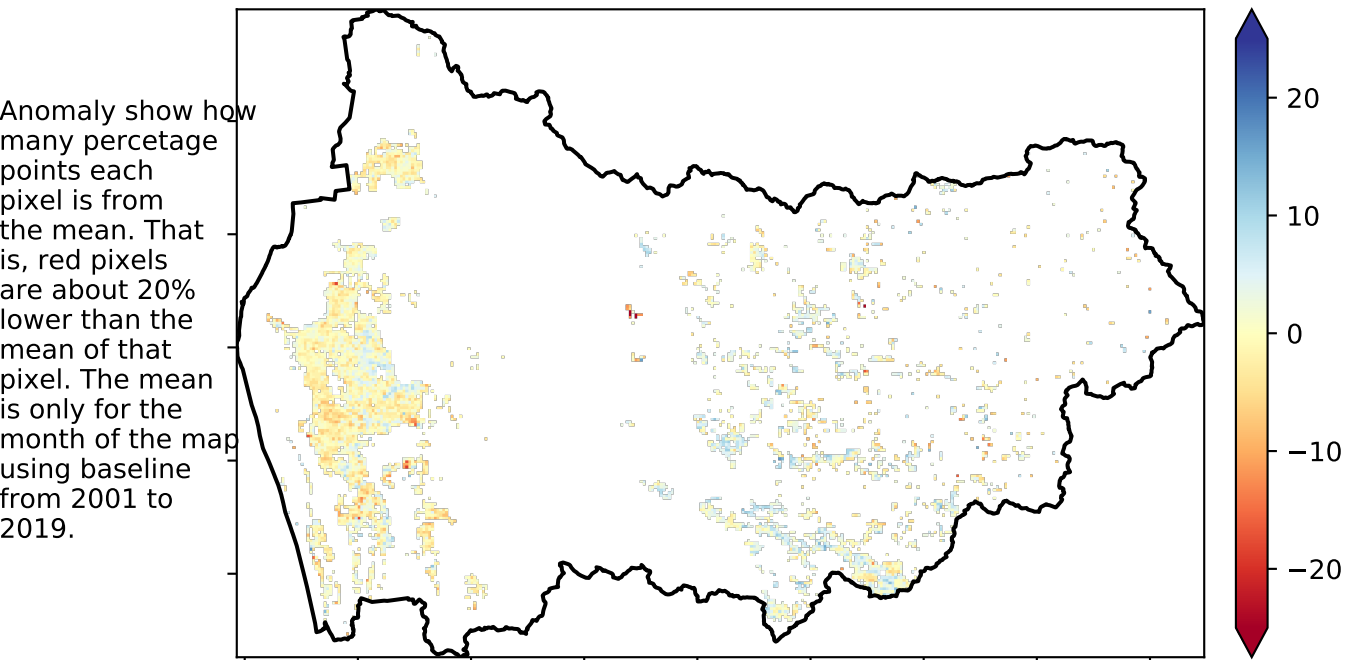 Anomaly show how
many percetage
points each
pixel is from
the mean. That
is, red pixels
are about 20%
lower than the
mean of that
pixel. The mean
is only for the
month of the map
using baseline
from 2001 to
2019.
20
10
0
−10
−20